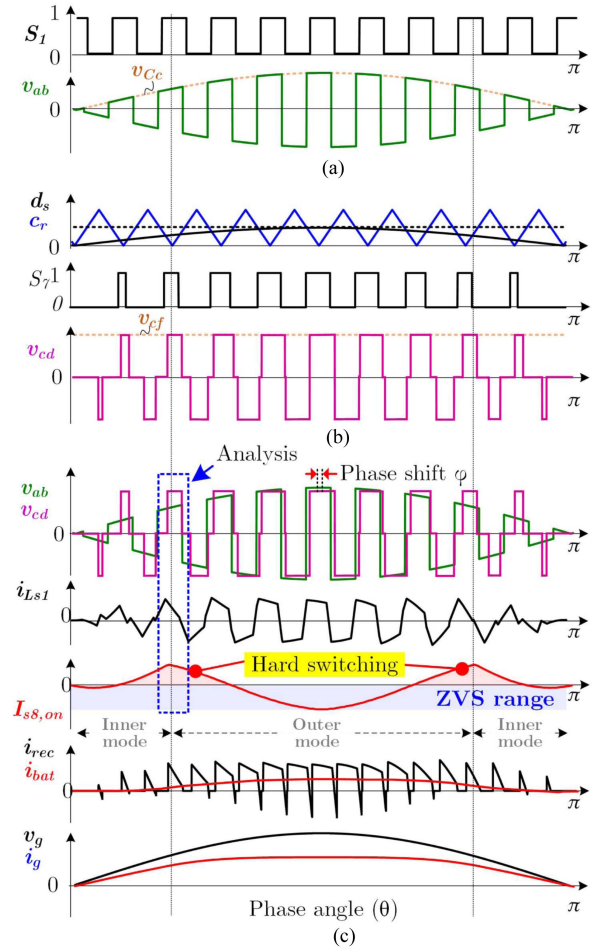 1
S1
0
vCc
vab
0
π
π
(a)
ds
cr
0
π
S7 1
0
vcf
vcd
0
π
(b)
Analysis
Phase shift φ
vab
vcd
0
π
iLs1
0
π
Hard switching
0
π
ZVS range
Is8,on
Inner mode
Outer mode
Inner mode
irec
ibat
0
π
vg
ig
0
π
Phase angle (θ)
(c)